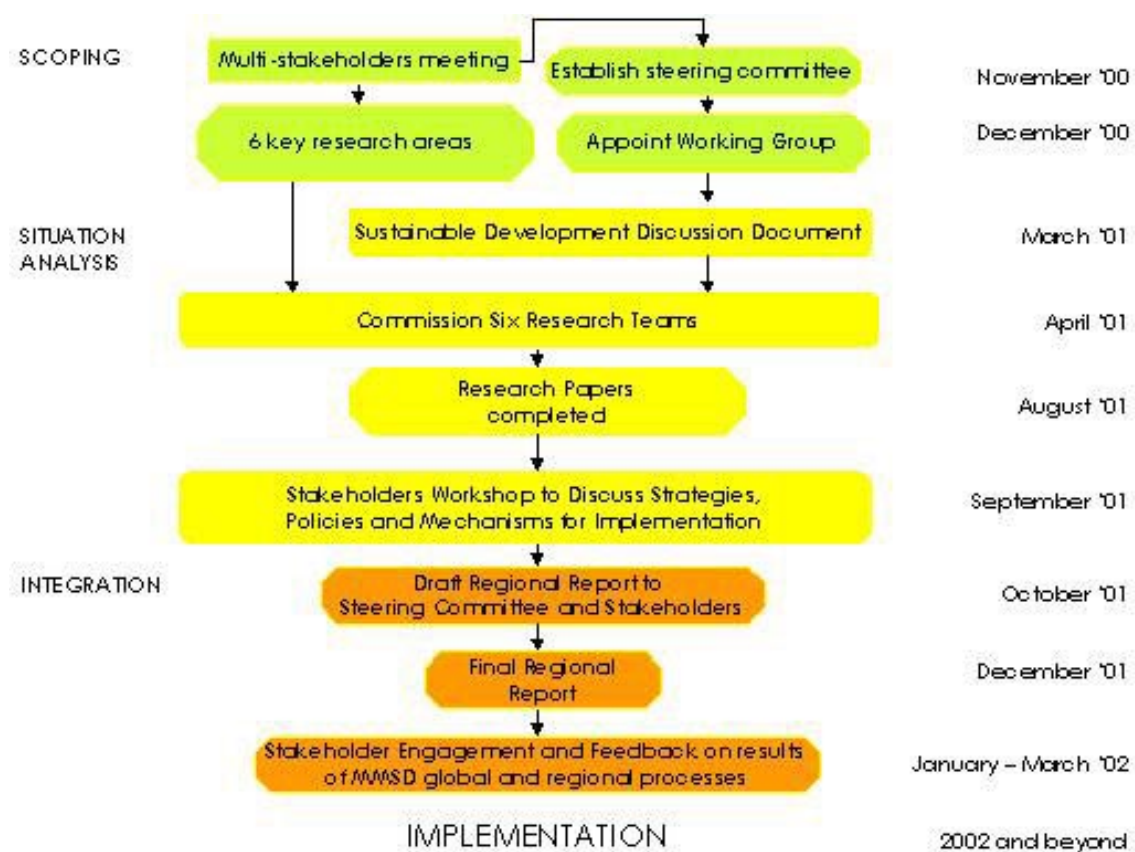 SCOPING
Multi-stakeholders meeting
Establish steering committee
November '00
6 key research areas
Appoint Working Group
December '00
SITUATION
ANALYSIS
Sustainable Development Discussion Document
March '01
Commission Six Research Teams
April '01
Research Papers
completed
August '01
Stakeholders Workshop to Discuss Strategies,
Policies and Mechanisms for Implementation
September '01
INTEGRATION
Draft Regional Report to
Steering Committee and Stakeholders
October '01
Final Regional
Report
December '01
Stakeholder Engagement and Feedback on results
of MMSD global and regional processes
January – March '02
IMPLEMENTATION
2002 and beyond